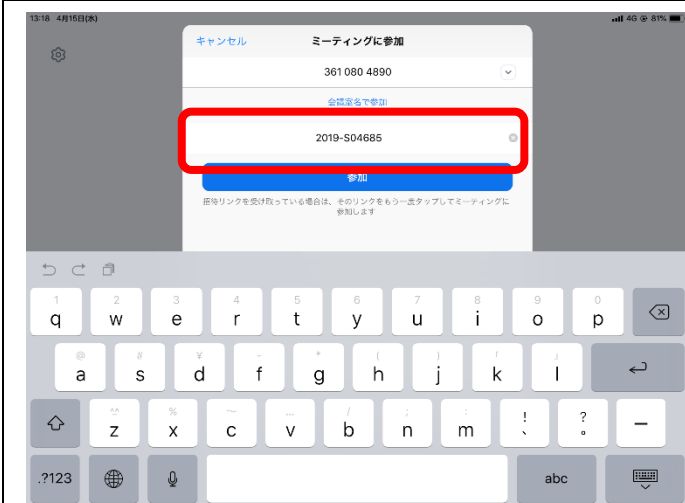 13:18 4月15日(水)
4G 81%
キャンセル ミーティングに参加
361 080 4890
会議室名で参加
2019-S04685
参加
招待リンクを受け取っている場合は、そのリンクをもう一度タップしてミーティングに
参加します
1 2 3 4 5 6 7 8 9 0
q w e r t y u i o p
@ # ¥ - * ( ) 「 」
a s d f g h j k l
^^ % 〜 … / ; : ! ?
z x c v b n m 、 。 ー
.?123 abc